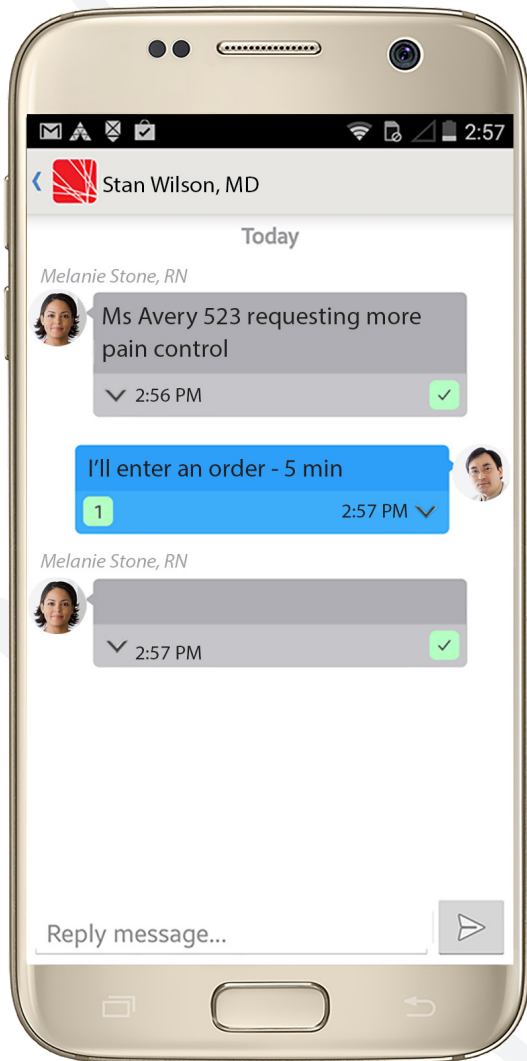 2:57
Stan Wilson, MD
Today
Melanie Stone, RN
Ms Avery 523 requesting more
pain control
2:56 PM
I'll enter an order - 5 min
1
2:57 PM
Melanie Stone, RN
2:57 PM
Reply message...